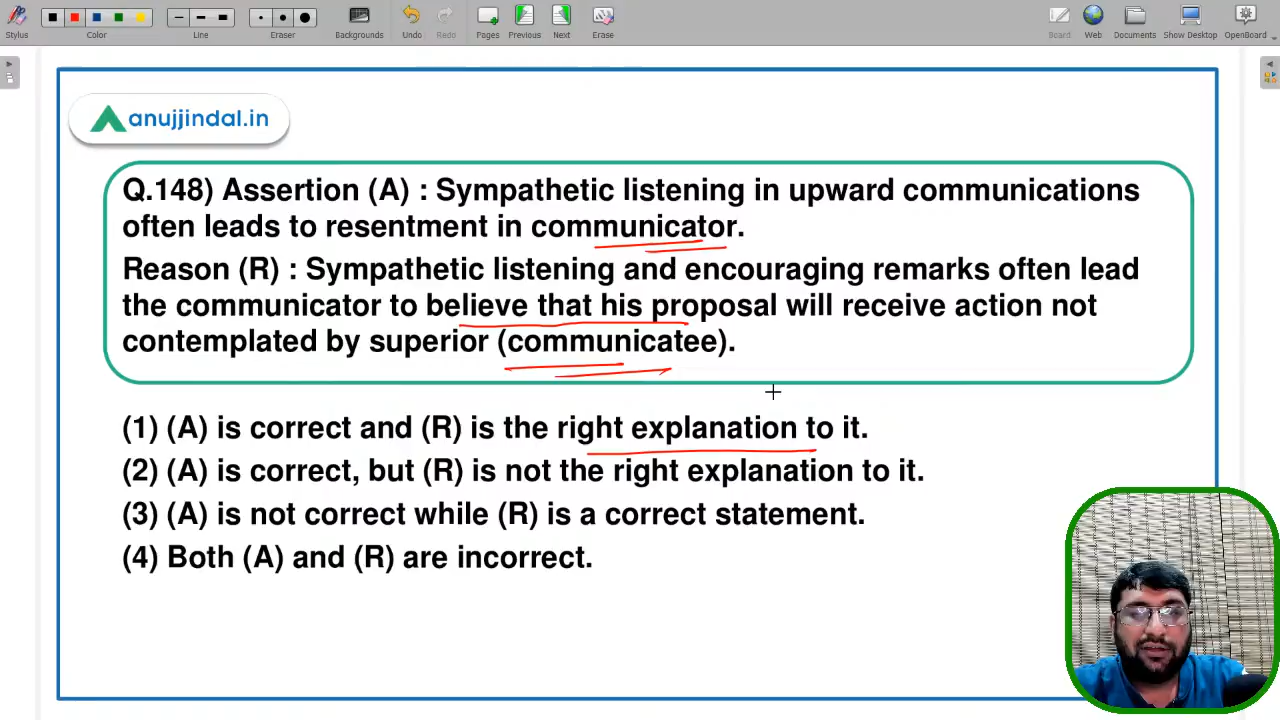 Stylus
Color
Line
Eraser
Backgrounds
Undo
Redo
Pages
Previous
Next
Erase
Board
Web
Documents
Show Desktop
OpenBoard
anujjindal.in
Q.148) Assertion (A) : Sympathetic listening in upward communications
often leads to resentment in communicator.
Reason (R) : Sympathetic listening and encouraging remarks often lead
the communicator to believe that his proposal will receive action not
contemplated by superior (communicatee).
(1) (A) is correct and (R) is the right explanation to it.
(2) (A) is correct, but (R) is not the right explanation to it.
(3) (A) is not correct while (R) is a correct statement.
(4) Both (A) and (R) are incorrect.